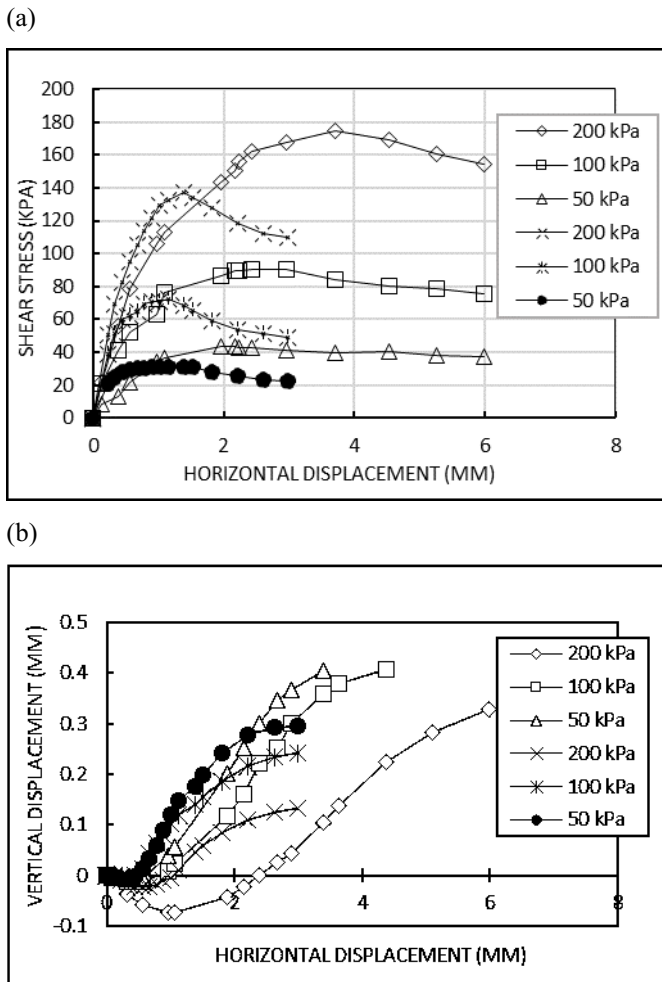 (a)
200
180
160
140
120
100
80
60
40
20
0
0
2
4
6
8
SHEAR STRESS (KPA)
HORIZONTAL DISPLACEMENT (MM)
200 kPa
100 kPa
50 kPa
200 kPa
100 kPa
50 kPa
(b)
0.5
0.4
0.3
0.2
0.1
0
-0.1
0
2
4
6
8
VERTICAL DISPLACEMENT (MM)
HORIZONTAL DISPLACEMENT (MM)
200 kPa
100 kPa
50 kPa
200 kPa
100 kPa
50 kPa